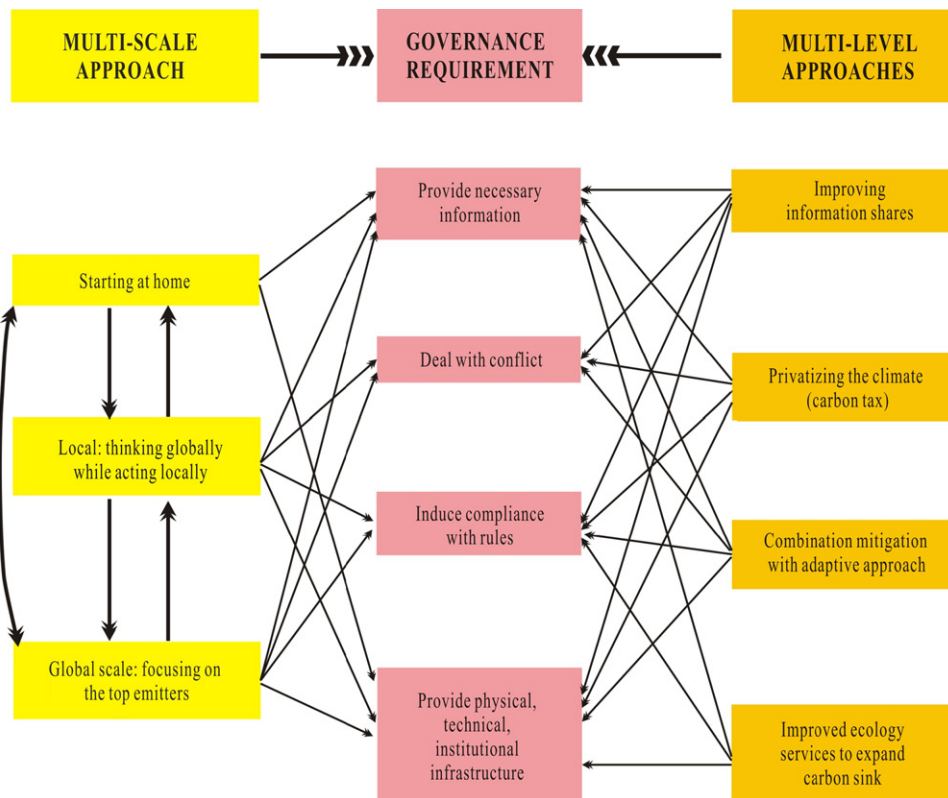 MULTI-SCALE
APPROACH
GOVERNANCE
REQUIREMENT
MULTI-LEVEL
APPROACHES
Starting at home
Local: thinking globally
while acting locally
Global scale: focusing on
the top emitters
Provide necessary
information
Deal with conflict
Induce compliance
with rules
Provide physical,
technical,
institutional
infrastructure
Improving
information shares
Privatizing the climate
(carbon tax)
Combination mitigation
with adaptive approach
Improved ecology
services to expand
carbon sink